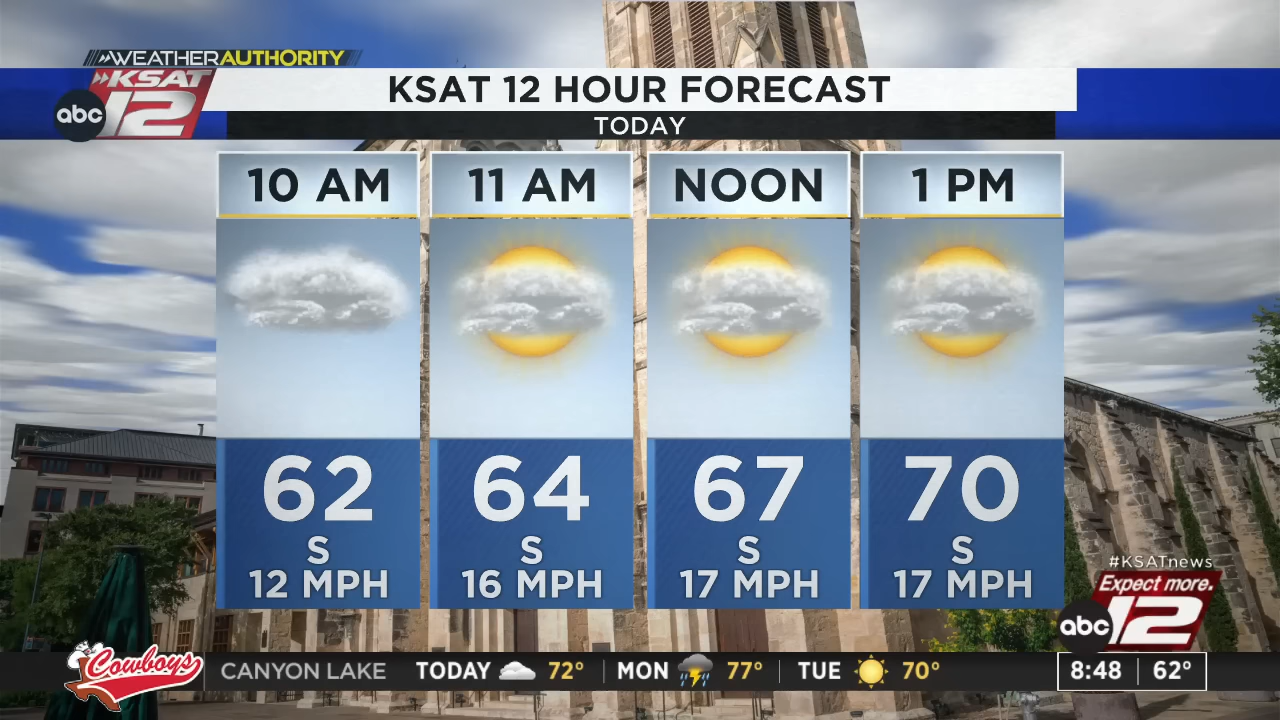 WEATHERAUTHORITY
KSAT
abc 12
KSAT 12 HOUR FORECAST
TODAY
10 AM 11 AM NOON 1 PM
62 64 67 70
S S S S
12 MPH 16 MPH 17 MPH 17 MPH
#KSATnews
Expect more.
abc 12
Cowboys CANYON LAKE TODAY 72° MON 77° TUE 70° 8:48 62°